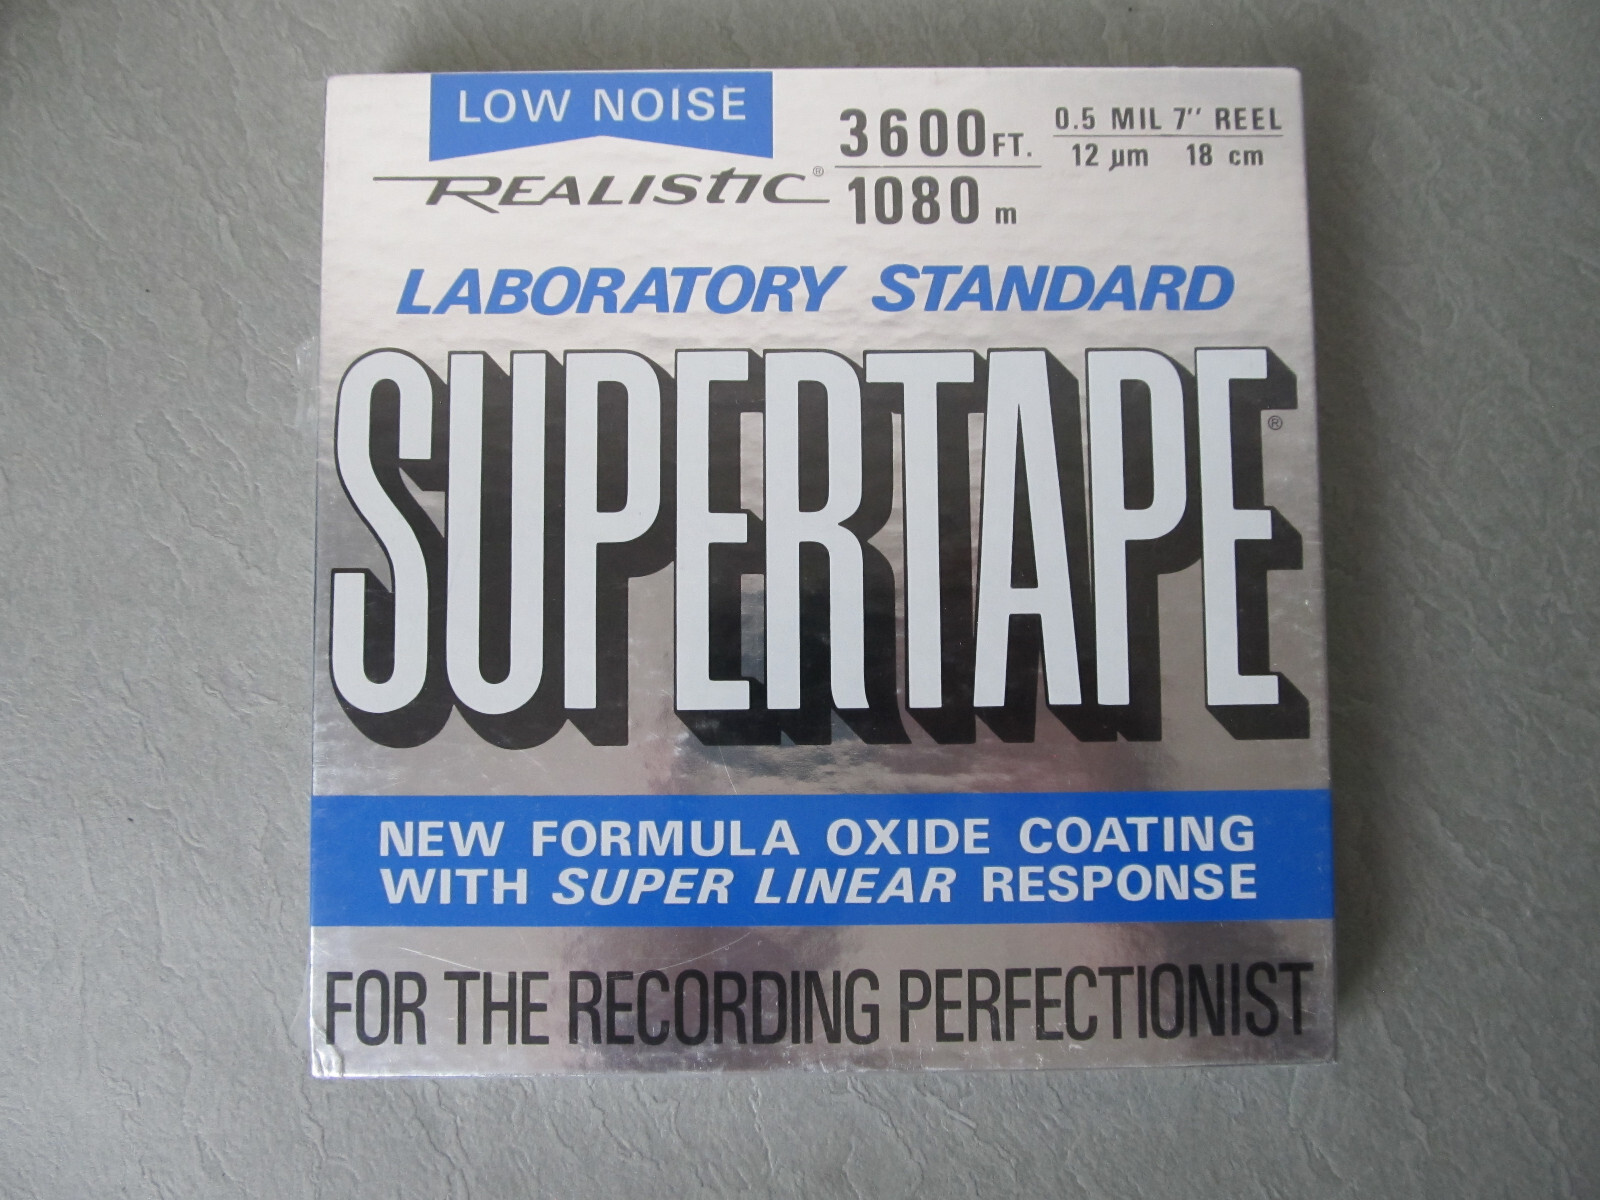 LOW NOISE
REALISTIC®
3600 FT.
1080 m
0.5 MIL 7" REEL
12 µm 18 cm
LABORATORY STANDARD
SUPERTAPE®
NEW FORMULA OXIDE COATING
WITH SUPER LINEAR RESPONSE
FOR THE RECORDING PERFECTIONIST